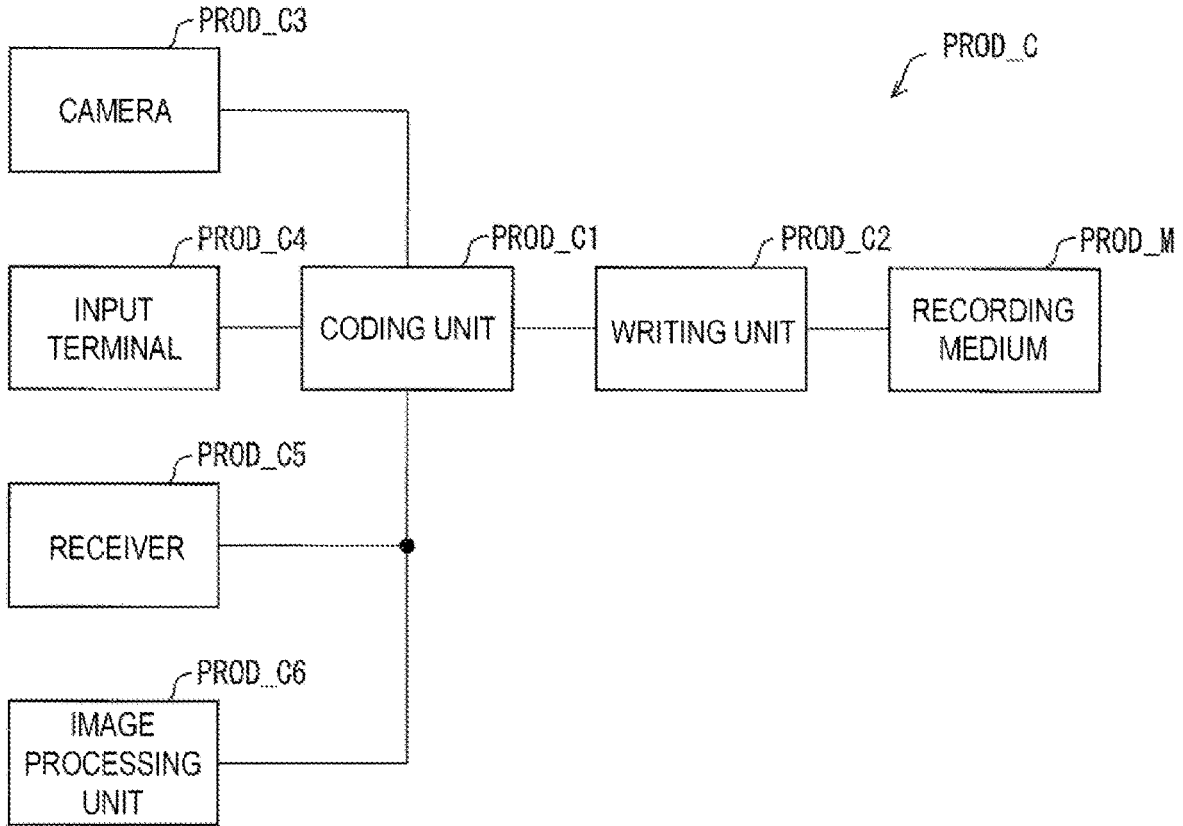 PROD_C3
PROD_C
CAMERA
PROD_C4
PROD_C1
PROD_C2
PROD_M
INPUT
TERMINAL
CODING UNIT
WRITING UNIT
RECORDING
MEDIUM
PROD_C5
RECEIVER
PROD_C6
IMAGE
PROCESSING
UNIT